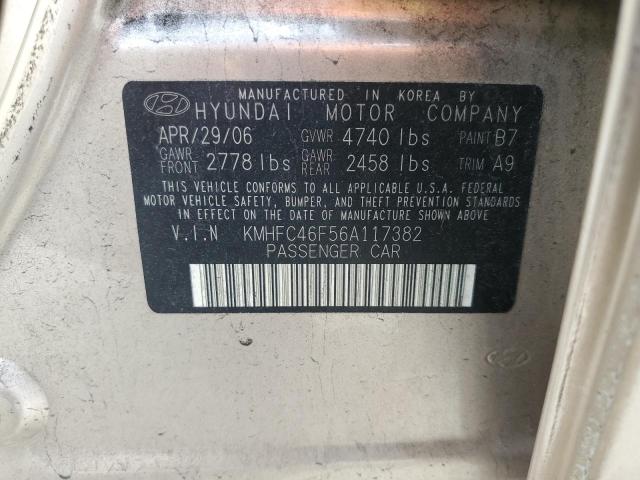 MANUFACTURED IN KOREA BY
HYUNDAI MOTOR COMPANY
APR/29/06 GVWR 4740 lbs PAINT B7
GAWR FRONT 2778 lbs GAWR REAR 2458 lbs TRIM A9
THIS VEHICLE CONFORMS TO ALL APPLICABLE U.S.A. FEDERAL
MOTOR VEHICLE SAFETY, BUMPER, AND THEFT PREVENTION STANDARDS
IN EFFECT ON THE DATE OF MANUFACTURE SHOWN ABOVE.
V.I.N KMHFC46F56A117382
PASSENGER CAR